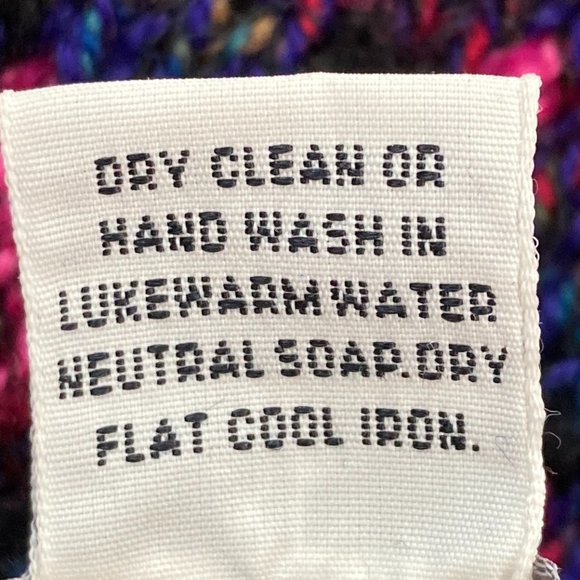 DRY CLEAN OR
HAND WASH IN
LUKEWARM WATER
NEUTRAL SOAP.DRY
FLAT COOL IRON.